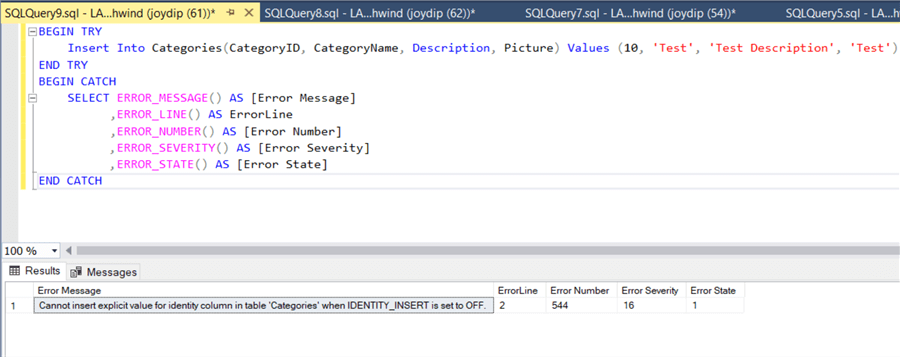 SQLQuery9.sql - LA...hwind (joydip (61))* SQLQuery8.sql - LA...hwind (joydip (62))* SQLQuery7.sql - LA...hwind (joydip (54))* SQLQuery5.sql - LA...hwind (joydip
BEGIN TRY
Insert Into Categories(CategoryID, CategoryName, Description, Picture) Values (10, 'Test', 'Test Description', 'Test')
END TRY
BEGIN CATCH
SELECT ERROR_MESSAGE() AS [Error Message]
,ERROR_LINE() AS ErrorLine
,ERROR_NUMBER() AS [Error Number]
,ERROR_SEVERITY() AS [Error Severity]
,ERROR_STATE() AS [Error State]
END CATCH
100 %
Results Messages
Error Message ErrorLine Error Number Error Severity Error State
1 Cannot insert explicit value for identity column in table 'Categories' when IDENTITY_INSERT is set to OFF. 2 544 16 1